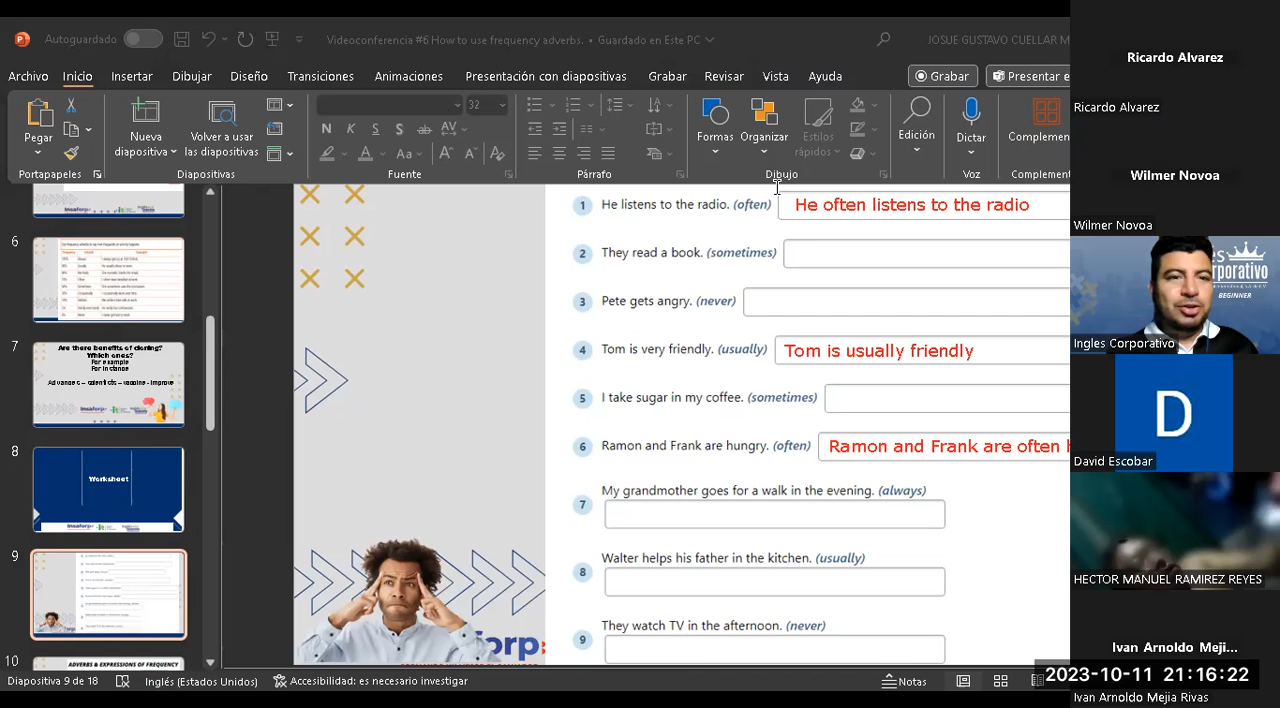 Autoguardado
Videoconferencia #6 How to use frequency adverbs. • Guardado en Este PC
JOSUE GUSTAVO CUELLAR M
Archivo Inicio Insertar Dibujar Diseño Transiciones Animaciones Presentación con diapositivas Grabar Revisar Vista Ayuda
Grabar
Presentar e
32
Pegar
Nueva diapositiva
Volver a usar las diapositivas
Formas
Organizar
Estilos rápidos
Edición
Dictar
Complemen
Portapapeles
Diapositivas
Fuente
Párrafo
Dibujo
Voz
Complement
6
7
Are there benefits of cloning?
Which ones?
For example
For instance
8
Worksheet
9
10
ADVERBS & EXPRESSIONS OF FREQUENCY
1 He listens to the radio. (often) He often listens to the radio
2 They read a book. (sometimes)
3 Pete gets angry. (never)
4 Tom is very friendly. (usually) Tom is usually friendly
5 I take sugar in my coffee. (sometimes)
6 Ramon and Frank are hungry. (often) Ramon and Frank are often h
7 My grandmother goes for a walk in the evening. (always)
8 Walter helps his father in the kitchen. (usually)
9 They watch TV in the afternoon. (never)
Diapositiva 9 de 18
Inglés (Estados Unidos)
Accesibilidad: es necesario investigar
Notas
Ricardo Alvarez
Ricardo Alvarez
Wilmer Novoa
Wilmer Novoa
BEGINNER
Ingles Corporativo
D
David Escobar
HECTOR MANUEL RAMIREZ REYES
Ivan Arnoldo Meji...
2023-10-11 21:16:22
Ivan Arnoldo Mejia Rivas